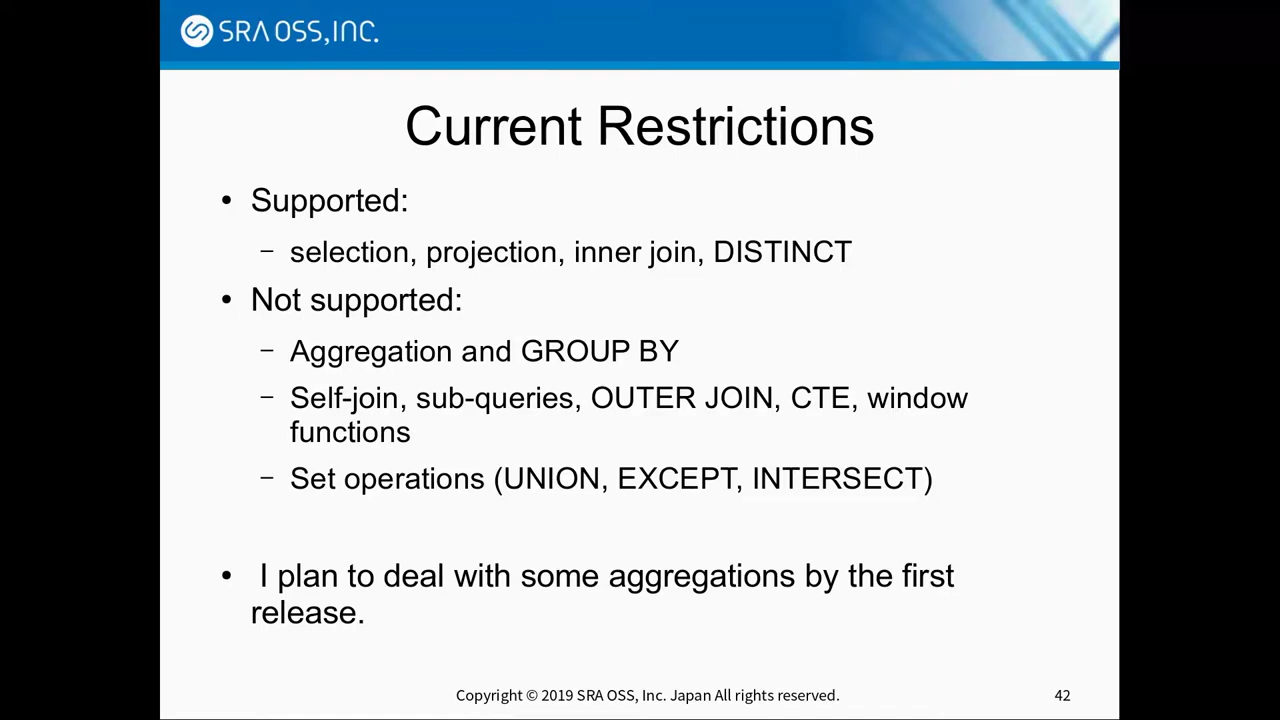 SRA OSS, INC.
Current Restrictions
• Supported:
– selection, projection, inner join, DISTINCT
• Not supported:
– Aggregation and GROUP BY
– Self-join, sub-queries, OUTER JOIN, CTE, window
functions
– Set operations (UNION, EXCEPT, INTERSECT)
• I plan to deal with some aggregations by the first
release.
Copyright © 2019 SRA OSS, Inc. Japan All rights reserved.
42